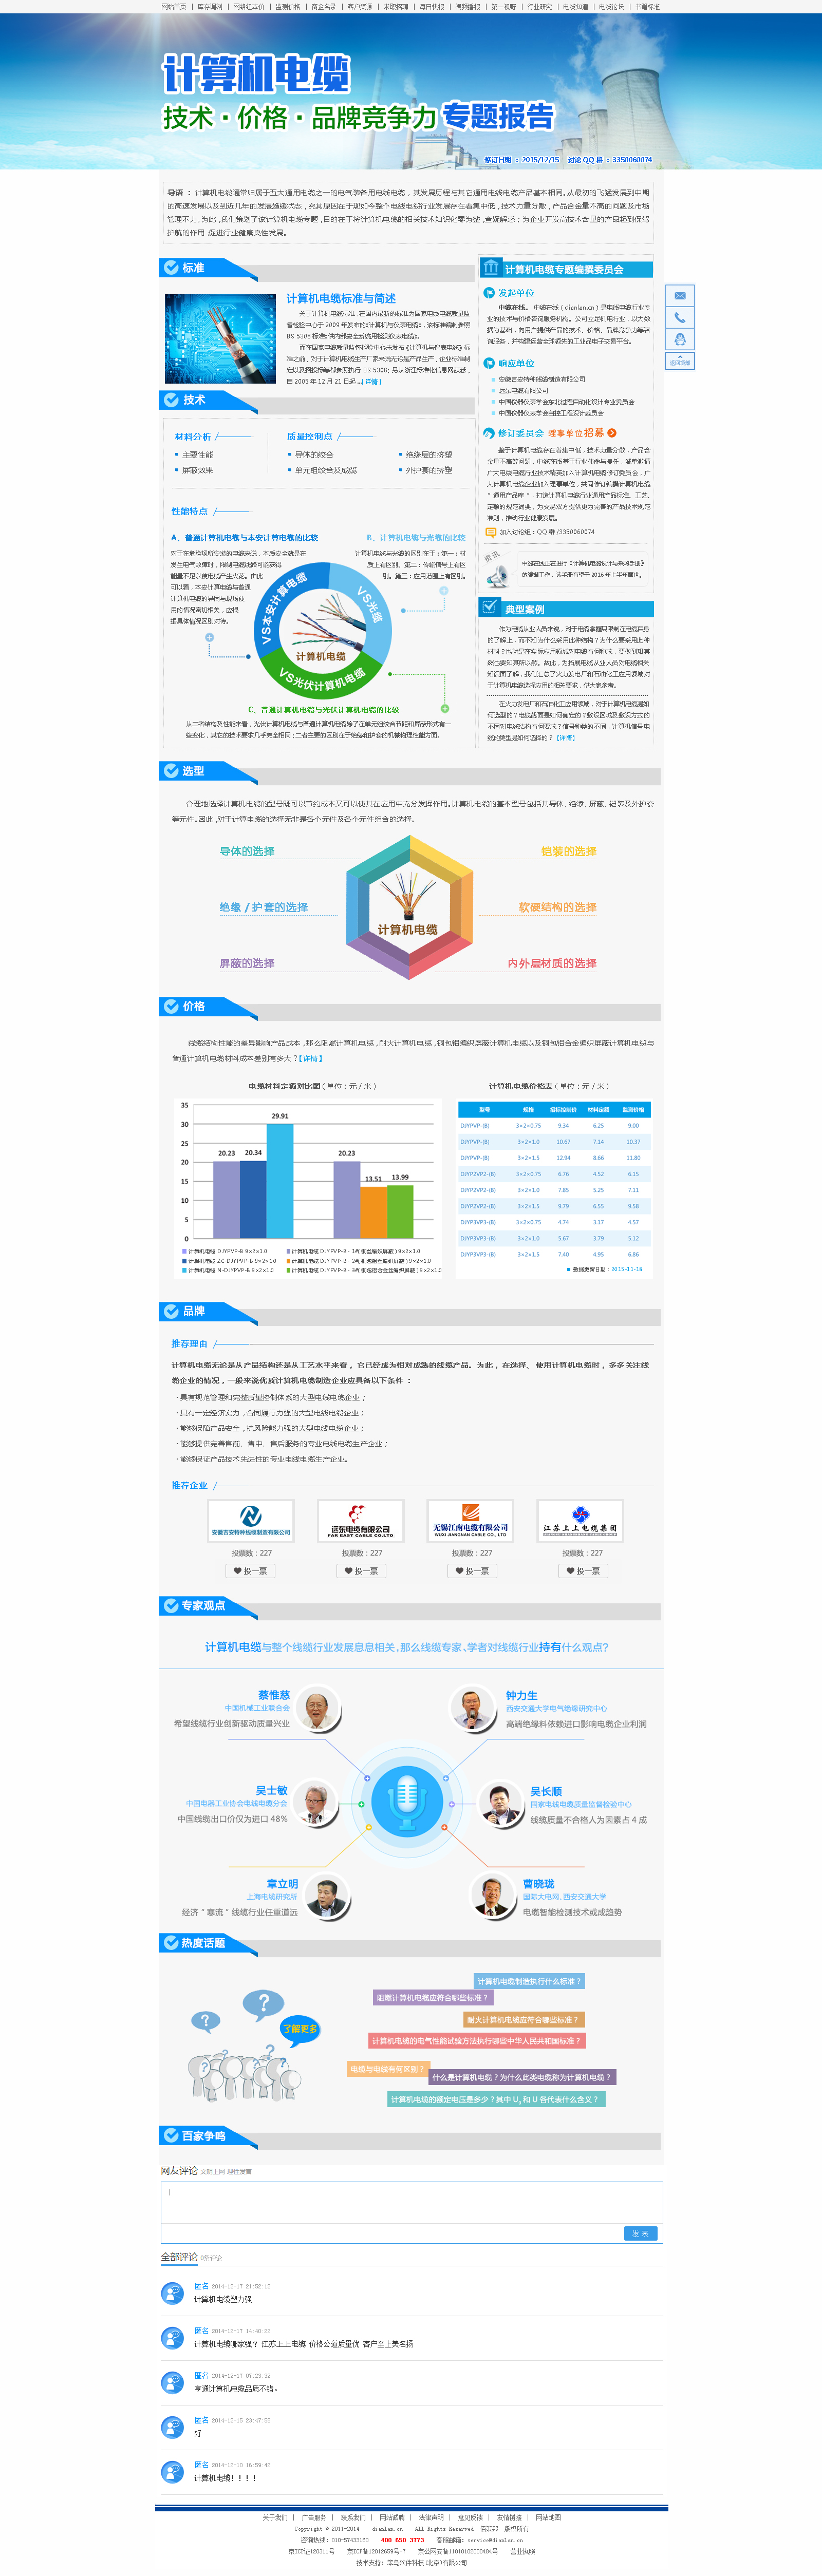 网站首页 | 库存调剂 | 网络红本价 | 监测价格 | 商企名录 | 客户资源 | 求职招聘 | 每日快报 | 视频播报 | 第一视野 | 行业研究 | 电缆知道 | 电缆论坛 | 书籍标准
计算机电缆
技术·价格·品牌竞争力 专题报告
修订日期：2015/12/15 讨论 QQ 群：3350060074
导语：计算机电缆通常归属于五大通用电缆之一的电气装备用电线电缆，其发展历程与其它通用电线电缆产品基本相同。从最初的飞猛发展到中期
的高速发展以及到近几年的发展趋缓状态，究其原因在于现如今整个电线电缆行业发展存在着集中低，技术力量分散，产品含金量不高的问题及市场
管理不力。为此，我们策划了该计算机电缆专题，目的在于将计算机电缆的相关技术知识化零为整，意疑解惑；为企业开发高技术含量的产品起到保驾
护航的作用，促进行业健康良性发展。
标准
计算机电缆标准与简述
关于计算机电缆标准，在国内最新的标准为国家电线电缆质量监
督检验中心于 2009 年发布的《计算机与仪表电缆》，该标准编制参照
BS 5308 标准《供内部安全系统用检测仪表电缆》。
而在国家电缆质量监督检验中心未发布《计算机与仪表电缆》标
准之前，对于计算机电缆生产厂家来说无论是产品生产，企业标准制
定以及招投标等都参照执行 BS 5308；另从浙江标准化信息网获悉，
自 2005 年 12 月 21 日起 ...[ 详情 ]
技术
材料分析
主要性能
屏蔽效果
质量控制点
导体的绞合
绝缘层的挤塑
单元组绞合及成缆
外护套的挤塑
性能特点
A、普通计算机电缆与本安计算电缆的比较
对于在危险场所安装的电缆来说，本质安全就是在
发生电气故障时，限制电缆线路可能获得
能量不足以使电缆产生火花。由此
可以看，本安计算机电缆与普通
计算机电缆的导间与现场使
用的情况密切相关，应根
据具体情况区别对待。
B、计算机电缆与光缆的比较
计算机电缆与光缆的区别在于：第一：材
质上有区别。第二：传输信号上有区
别。第三：应用范围上有区别。
VS本安计算电缆
VS光缆
计算机电缆
VS光伏计算机电缆
C、普通计算机电缆与光伏计算机电缆的比较
从二者结构及性能来看，光伏计算机电缆与普通计算机电缆除了在单元组绞合节距和屏蔽形式有一
些变化，其它的技术要求几乎完全相同；二者主要的区别在于绝缘和护套的机械物理性能方面。
计算机电缆专题编撰委员会
发起单位
中缆在线。 中缆在线（dianlan.cn）是电线电缆行业专
业的技术与价格咨询服务机构。公司立足机电行业，以大数
据为基础，向用户提供产品的技术、价格、品牌竞争力等咨
询服务，并构建运营全球领先的工业品电子交易平台。
响应单位
安徽吉安特种线缆制造有限公司
远东电缆有限公司
中国仪器仪表学会东北过程自动化设计专业委员会
中国仪器仪表学会自控工程设计委员会
修订委员会 理事单位招募
鉴于计算机电缆存在着集中低，技术力量分散，产品含
金量不高等问题，中缆在线基于行业使命与责任，诚挚邀请
广大电线电缆行业技术精英加入计算机电缆修订委员会，广
大计算机电缆企业加入理事单位，共同修订编撰计算机电缆
“通用产品库”，打造计算机电缆行业通用产品标准、工艺、
定额的规范词典，为交易双方提供更为完善的产品技术规范
准则，推动行业健康发展。
加入讨论组：QQ 群 /3350060074
资讯
中缆在线正在进行《计算机电缆设计与采购手册》
的编撰工作，该手册有望于 2016 年上半年面世。
典型案例
作为电缆从业人员来说，对于电缆掌握只限制在电缆自身
的了解上，而不知为什么采用此种结构？为什么要采用此种
材料？也就是在实际应用领域对电缆有何种求，要做到知其
然也要知其所以然。故此，为拓展电缆从业人员对电缆相关
知识面了解，我们汇总了火力发电厂和石油化工应用领域对
于计算机电缆选择应用的相关要求，供大家参考。
在火力发电厂和石油化工应用领域，对于计算机电缆是如
何选型的？电缆截面是如何确定的？敷设区域及敷设方式的
不同对电缆结构有何要求？信号种类的不同，计算机信号电
缆的类型是如何选择的？【详情】
返回顶部
选型
合理地选择计算机电缆的型号既可以节约成本又可以使其在应用中充分发挥作用。计算机电缆的基本型号包括其导体、绝缘、屏蔽、铠装及外护套
等元件。因此，对于计算电缆的选择无非是各个元件及各个元件组合的选择。
导体的选择
铠装的选择
绝缘 / 护套的选择
软硬结构的选择
计算机电缆
屏蔽的选择
内外层材质的选择
价格
线缆结构性能的差异影响产品成本，那么阻燃计算机电缆，耐火计算机电缆，铜包铝编织屏蔽计算机电缆以及铜包铝合金编织屏蔽计算机电缆与
普通计算机电缆材料成本差别有多大？【详情】
电缆材料定额对比图（单位：元 / 米）
35
30
25
20
15
10
5
0
20.23 20.34 29.91 20.23 13.51 13.99
计算机电缆 DJYPVP-B 9×2×1.0
计算机电缆 DJYPVP-B - 1#( 铜丝编织屏蔽 ) 9×2×1.0
计算机电缆 ZC-DJYPVP-B 9×2×1.0
计算机电缆 DJYPVP-B - 2#( 铜包铝丝编织屏蔽 ) 9×2×1.0
计算机电缆 N-DJYPVP-B 9×2×1.0
计算机电缆 DJYPVP-B - 3#( 铜包铝合金丝编织屏蔽 ) 9×2×1.0
计算机电缆价格表（单位：元 / 米）
型号 规格 招标控制价 材料定额 监测价格
DJYPVP-(B) 3×2×0.75 9.34 6.25 9.00
DJYPVP-(B) 3×2×1.0 10.67 7.14 10.37
DJYPVP-(B) 3×2×1.5 12.94 8.66 11.80
DJYP2VP2-(B) 3×2×0.75 6.76 4.52 6.15
DJYP2VP2-(B) 3×2×1.0 7.85 5.25 7.11
DJYP2VP2-(B) 3×2×1.5 9.79 6.55 9.58
DJYP3VP3-(B) 3×2×0.75 4.74 3.17 4.57
DJYP3VP3-(B) 3×2×1.0 5.67 3.79 5.12
DJYP3VP3-(B) 3×2×1.5 7.40 4.95 6.86
数据更新日期：2015-11-16
品牌
推荐理由
计算机电缆无论是从产品结构还是从工艺水平来看，它已经成为相对成熟的线缆产品。为此，在选择、使用计算机电缆时，多多关注线
缆企业的情况，一般来说优质计算机电缆制造企业应具备以下条件：
·具有规范管理和完整质量控制体系的大型电线电缆企业；
·具有一定经济实力，合同履行力强的大型电线电缆企业；
·能够保障产品安全，抗风险能力强的大型电线电缆企业；
·能够提供完善售前、售中、售后服务的专业电线电缆生产企业；
·能够保证产品技术先进性的专业电线电缆生产企业。
推荐企业
安徽吉安特种线缆制造有限公司
远东电缆有限公司
FAR EAST CABLE CO.,LTD
无锡江南电缆有限公司
WUXI JIANGNAN CABLE CO., LTD
江苏上上电缆集团
投票数：227 投票数：227 投票数：227 投票数：227
投一票 投一票 投一票 投一票
专家观点
计算机电缆与整个线缆行业发展息息相关，那么线缆专家、学者对线缆行业持有什么观点?
蔡惟慈
中国机械工业联合会
希望线缆行业创新驱动质量兴业
钟力生
西安交通大学电气绝缘研究中心
高端绝缘料依赖进口影响电缆企业利润
吴士敏
中国电器工业协会电线电缆分会
中国线缆出口价仅为进口 48%
吴长顺
国家电线电缆质量监督检验中心
线缆质量不合格人为因素占 4 成
章立明
上海电缆研究所
经济“寒流”线缆行业任重道远
曹晓珑
国际大电网、西安交通大学
电缆智能检测技术或成趋势
热度话题
? ? 了解更多
? ? ? ?
计算机电缆制造执行什么标准？
阻燃计算机电缆应符合哪些标准？
耐火计算机电缆应符合哪些标准？
计算机电缆的电气性能试验方法执行哪些中华人民共和国标准？
电缆与电线有何区别？
什么是计算机电缆？为什么此类电缆称为计算机电缆？
计算机电缆的额定电压是多少？其中 U0 和 U 各代表什么含义？
百家争鸣
网友评论 文明上网 理性发言
发 表
全部评论 0条评论
匿名 2014-12-17 21:52:12
计算机电缆塑力强
匿名 2014-12-17 14:40:22
计算机电缆哪家强？江苏上上电缆 价格公道质量优 客户至上美名扬
匿名 2014-12-17 07:23:32
亨通计算机电缆品质不错。
匿名 2014-12-15 23:47:58
好
匿名 2014-12-10 16:59:42
计算机电缆！！！！
关于我们 | 广告服务 | 联系我们 | 网站诚聘 | 法律声明 | 意见反馈 | 友情链接 | 网站地图
Copyright © 2011-2014 dianlan.cn All Rights Reserved 佰策邦 版权所有
咨询热线：010-57433160 400 650 3773 客服邮箱：service@dianlan.cn
京ICP证120311号 京ICP备12012659号-7 京公网安备11010102000404号 营业执照
技术支持：笨鸟软件科技(北京)有限公司